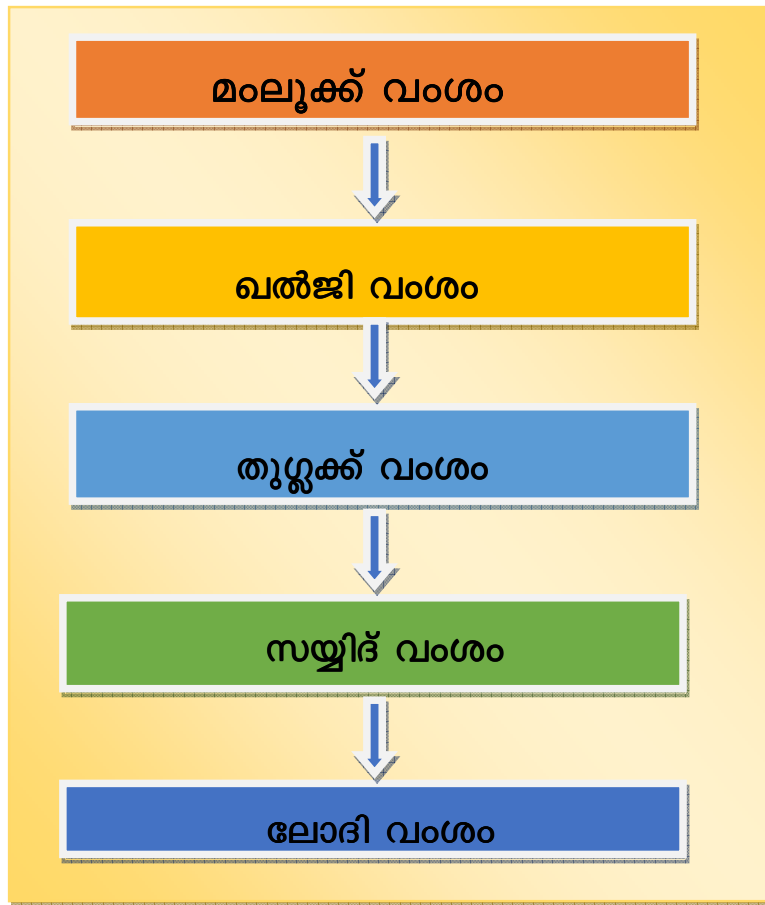 മംലൂക്ക് വംശം
ഖൽജി വംശം
തുഗ്ലക്ക് വംശം
സയ്യിദ് വംശം
ലോദി വംശം